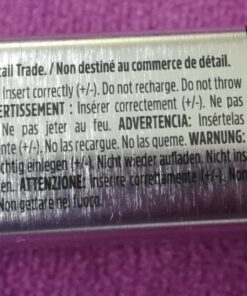 tail Trade. / Non destiné au commerce de détail.
Insert correctly (+/-). Do not recharge. Do not throw
ERTISSEMENT : Insérer correctement (+/-). Ne
Ne pas jeter au feu. ADVERTENCIA: Insértelas
te (+/-). No las recargue. No las queme. WARNUNG:
chtig einlegen (+/-). Nicht wieder aufladen. Nicht ins
en. ATTENZIONE: Inserire correttamente (+/-). Non
Non gettare nel fuoco.